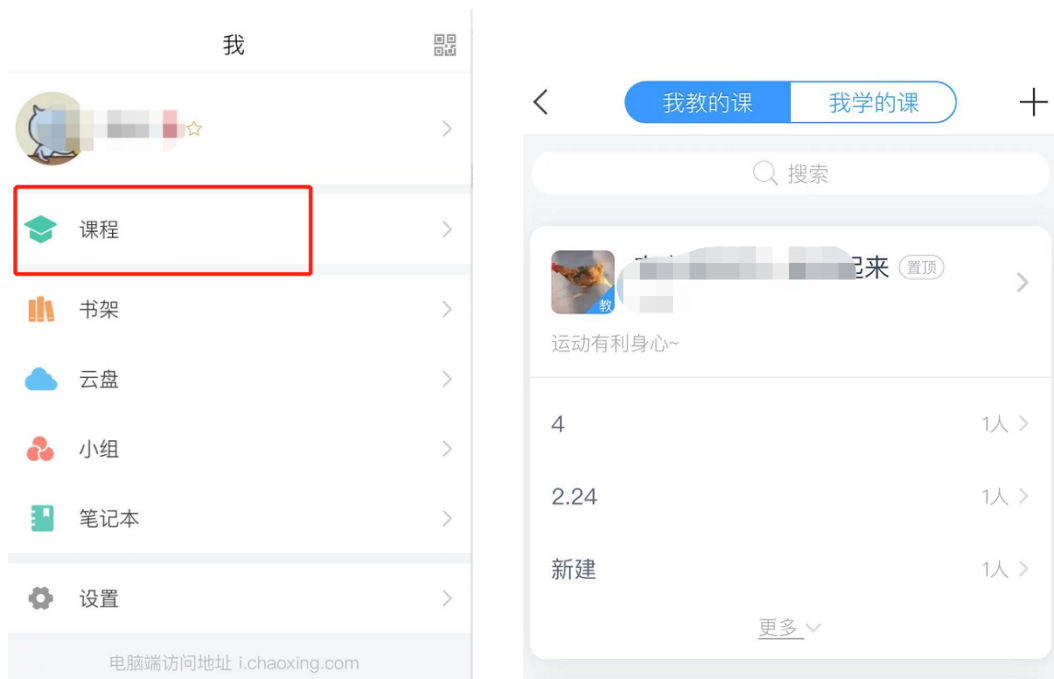 我
课程
书架
云盘
小组
笔记本
设置
电脑端访问地址 i.chaoxing.com
我教的课
我学的课
搜索
起来
置顶
教
运动有利身心~
4
1人
2.24
1人
新建
1人
更多